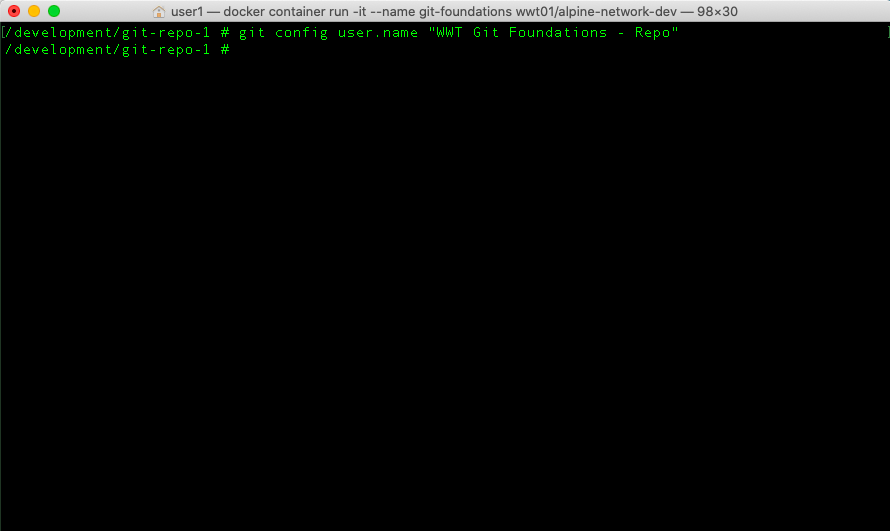 user1 — docker container run -it --name git-foundations wwt01/alpine-network-dev — 98×30
[/development/git-repo-1 # git config user.name "WWT Git Foundations - Repo" ]
/development/git-repo-1 #